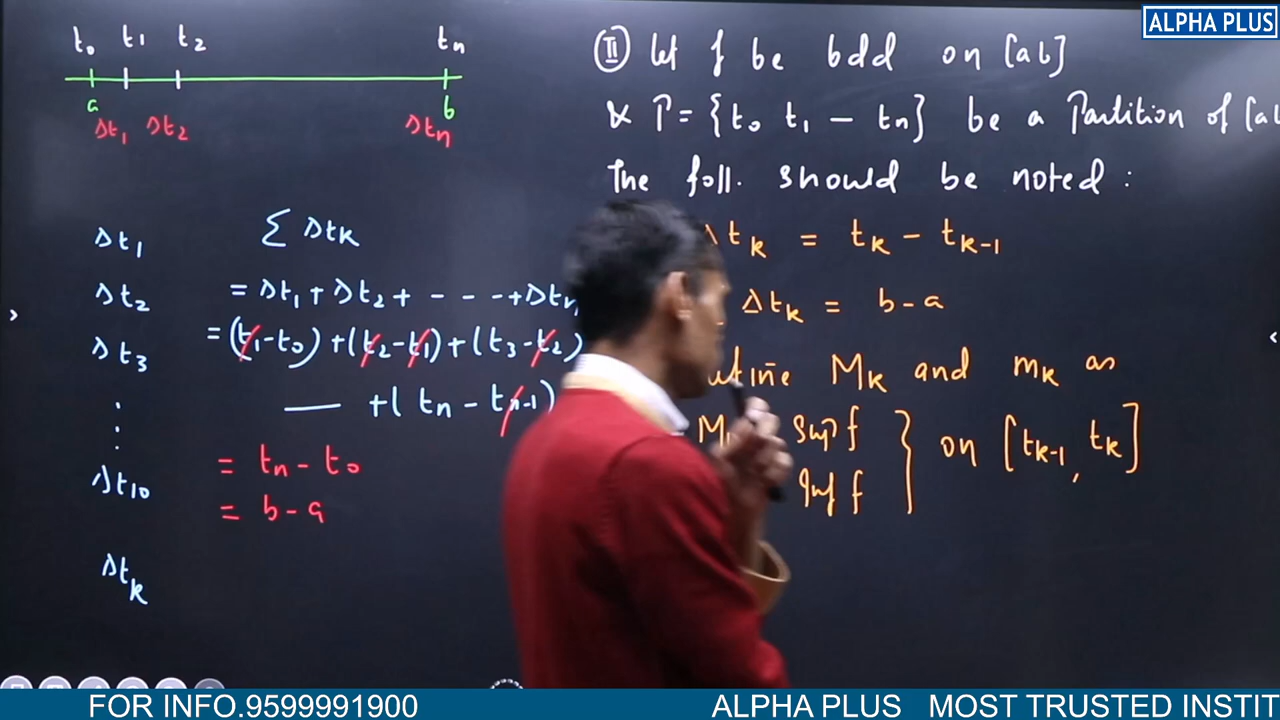 ALPHA PLUS
t₀ t₁ t₂ tₙ
a b
Δt₁ Δt₂ Δtₙ
Δt₁
Δt₂
Δt₃
⋮
Δt₁₀
Δtₖ
Σ Δtₖ
= Δt₁ + Δt₂ + - - - + Δtₙ
= (t₁ - t₀) + (t₂ - t₁) + (t₃ - t₂)
— + (tₙ - tₙ₋₁)
= tₙ - t₀
= b - a
(II) Let f be bdd on [a b]
& P = {t₀ t₁ — tₙ} be a Partition of [a b
The foll. should be noted :
Δtₖ = tₖ - tₖ₋₁
Δtₖ = b - a
Mₖ and mₖ as
M Sup f } on [tₖ₋₁, tₖ]
Inf f
FOR INFO.9599991900 ALPHA PLUS MOST TRUSTED INSTIT